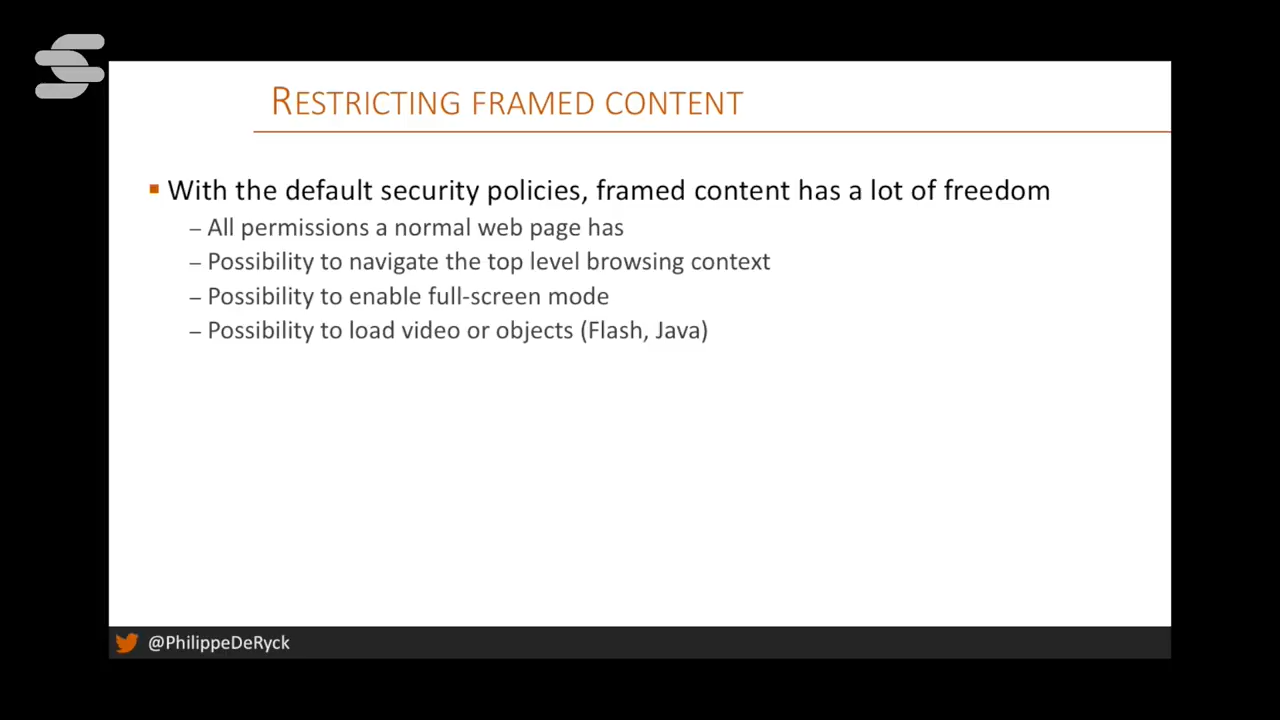 RESTRICTING FRAMED CONTENT
▪ With the default security policies, framed content has a lot of freedom
– All permissions a normal web page has
– Possibility to navigate the top level browsing context
– Possibility to enable full-screen mode
– Possibility to load video or objects (Flash, Java)
@PhilippeDeRyck